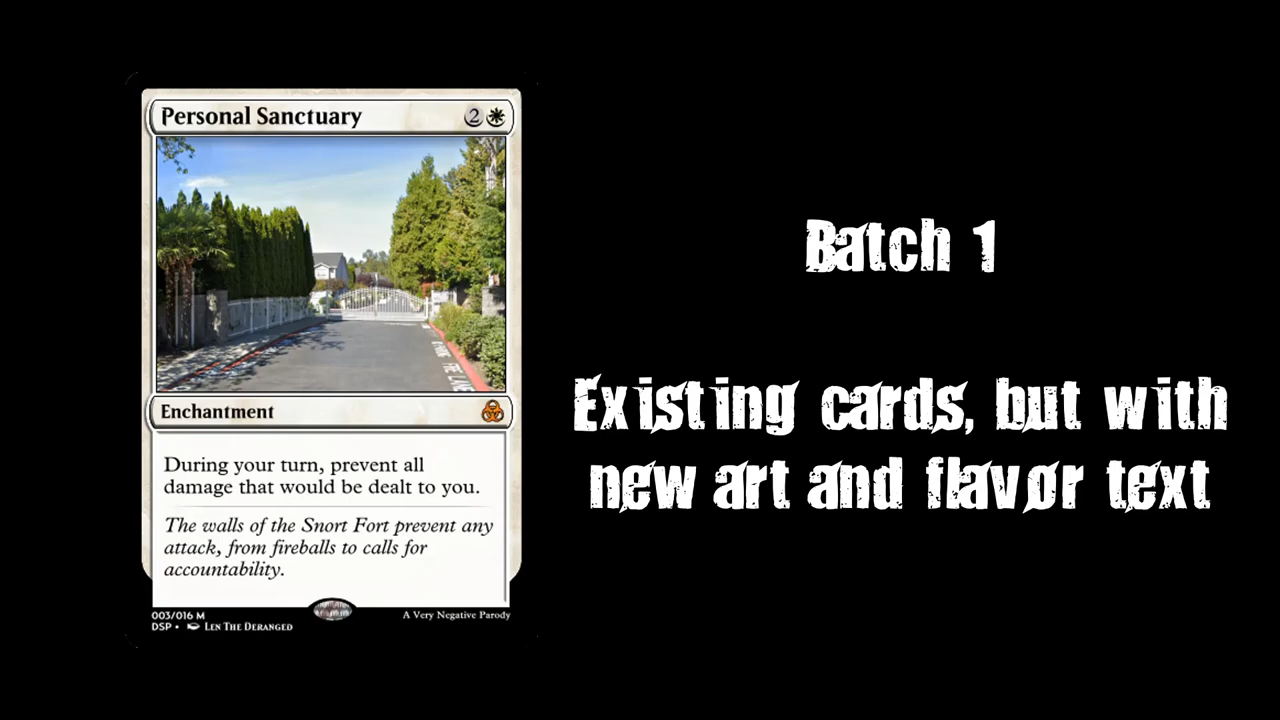 Personal Sanctuary 2
Enchantment
During your turn, prevent all
damage that would be dealt to you.
The walls of the Snort Fort prevent any
attack, from fireballs to calls for
accountability.
003/016 M
DSP • Len The Deranged
A Very Negative Parody
Batch 1
Existing cards, but with
new art and flavor text